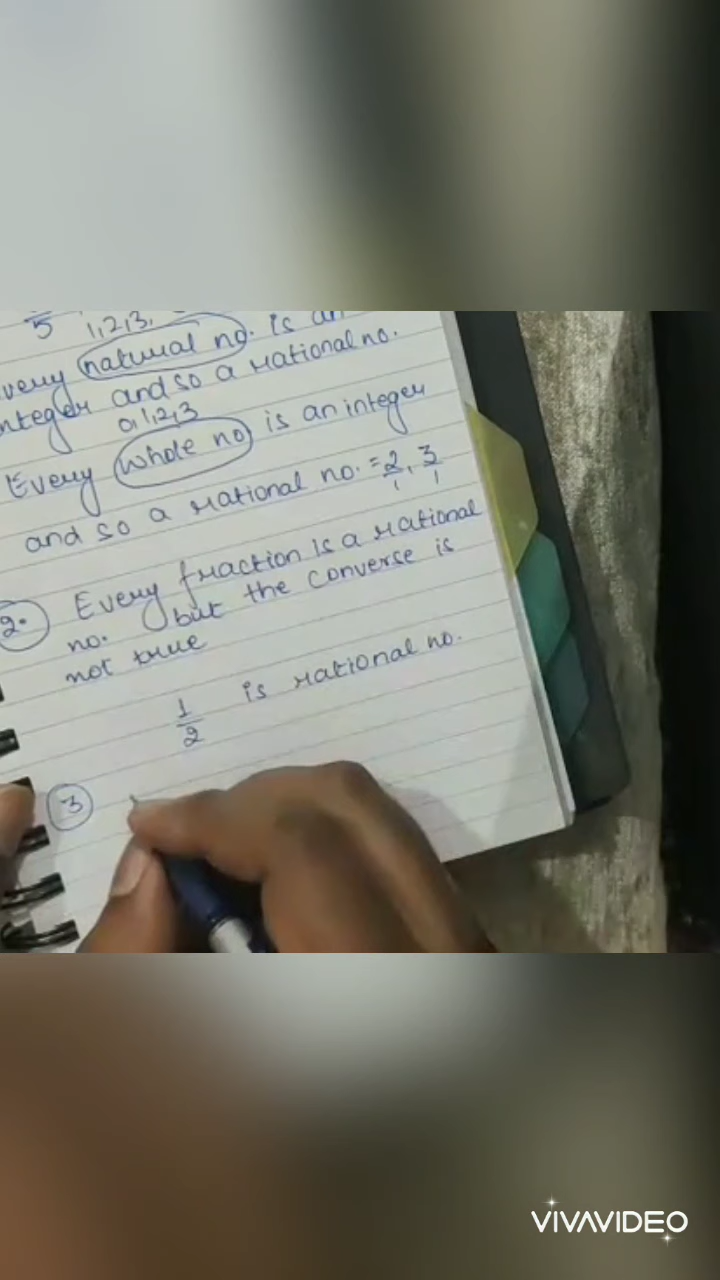 5 1,2,3,
very natural no. is an
nteger and so a rational no.
0,1,2,3
Every whole no is an integer
and so a rational no. = 2/1, 3/1
2. Every fraction is a rational
no. but the converse is
not true
1/2 is rational no.
3
VIVAVIDEO